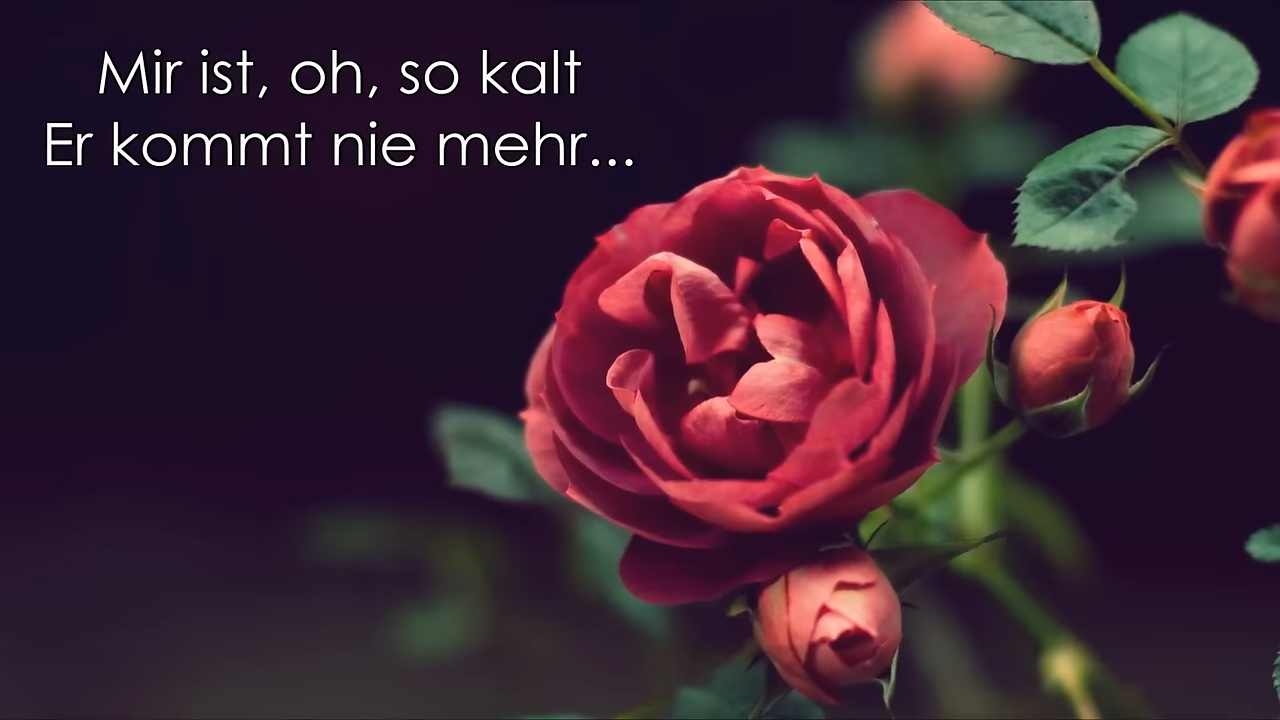 Mir ist, oh, so kalt
Er kommt nie mehr...